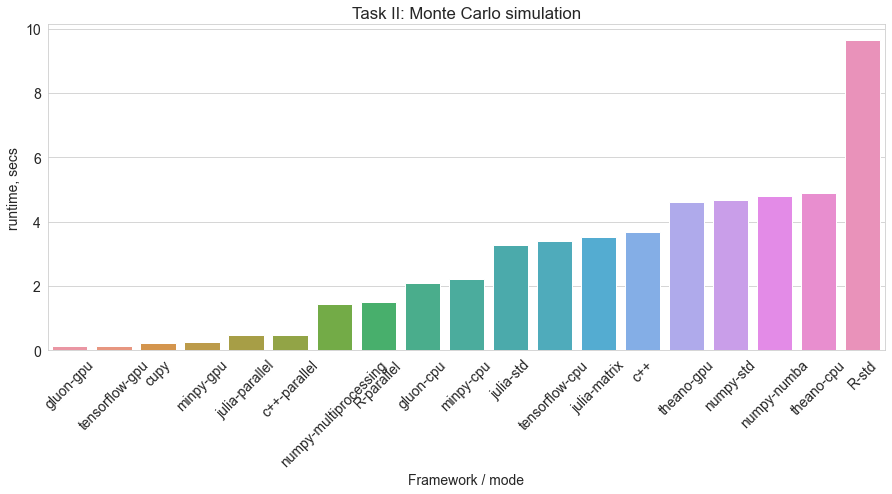 Task II: Monte Carlo simulation
10
8
6
4
2
0
runtime, secs
gluon-gpu
tensorflow-gpu
cupy
minpy-gpu
julia-parallel
c++-parallel
numpy-multiprocessing
R-parallel
gluon-cpu
minpy-cpu
julia-std
tensorflow-cpu
julia-matrix
c++
theano-gpu
numpy-std
numpy-numba
theano-cpu
R-std
Framework / mode